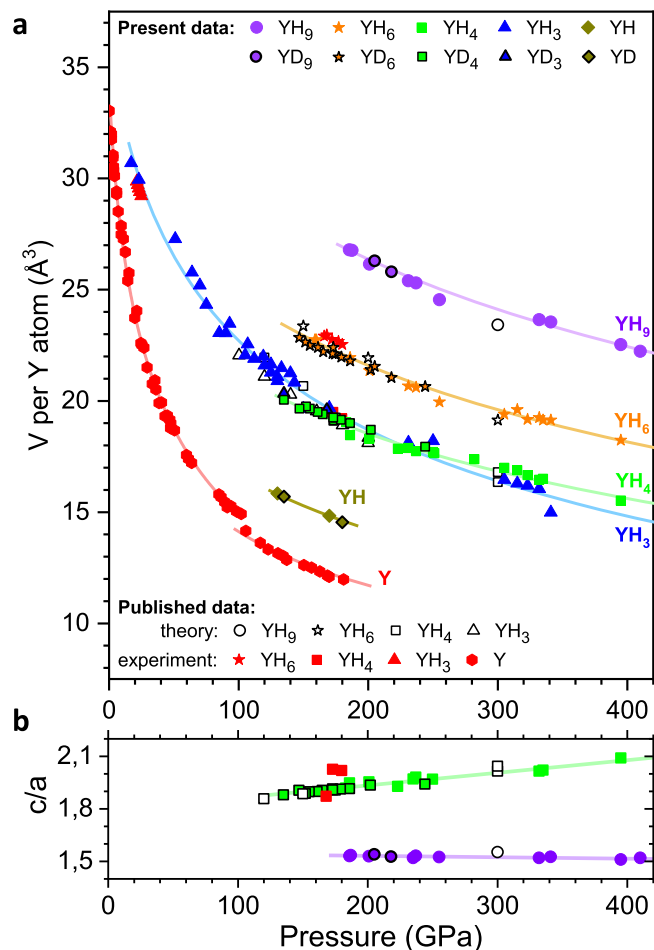 a
Present data: YH₉ YH₆ YH₄ YH₃ YH
YD₉ YD₆ YD₄ YD₃ YD
35
30
25
20
15
10
V per Y atom (Å³)
YH₉
YH₆
YH₄
YH₃
YH
Y
Published data:
theory: YH₉ YH₆ YH₄ YH₃
experiment: YH₆ YH₄ YH₃ Y
0 100 200 300 400
b
2,1
1,8
1,5
c/a
0 100 200 300 400
Pressure (GPa)